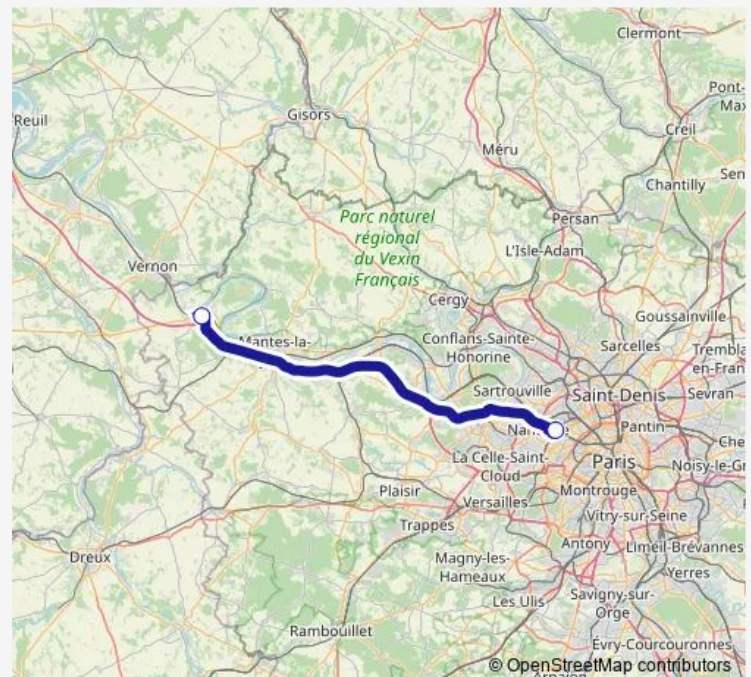 Clermont
Pont-
Max
Reuil
Gisors
Creil
Méru
Chantilly
Sen
Parc naturel
régional
du Vexin
Français
Persan
L'Isle-Adam
Vernon
Cergy
Goussainville
Mantes-la-
Conflans-Sainte-
Honorine
Sarcelles
Trembla
en-Fran
Sartrouville
Saint-Denis
Sevran
Pantin
Che
La Celle-Saint-
Cloud
Paris
Noisy-le-Gr
Plaisir
Versailles
Montrouge
Trappes
Vitry-sur-Seine
Dreux
Magny-les-
Hameaux
Antony
Limeil-Brévannes
Yerres
Les Ulis
Savigny-sur-
Orge
Rambouillet
Évry-Courcouronnes
© OpenStreetMap contributors